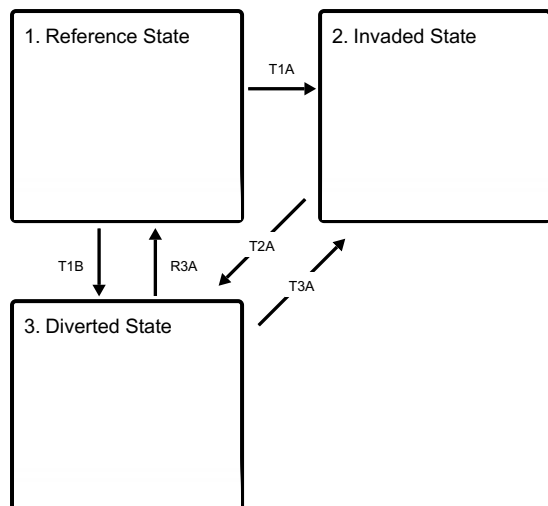 1. Reference State
2. Invaded State
T1A
T2A
T1B
R3A
T3A
3. Diverted State